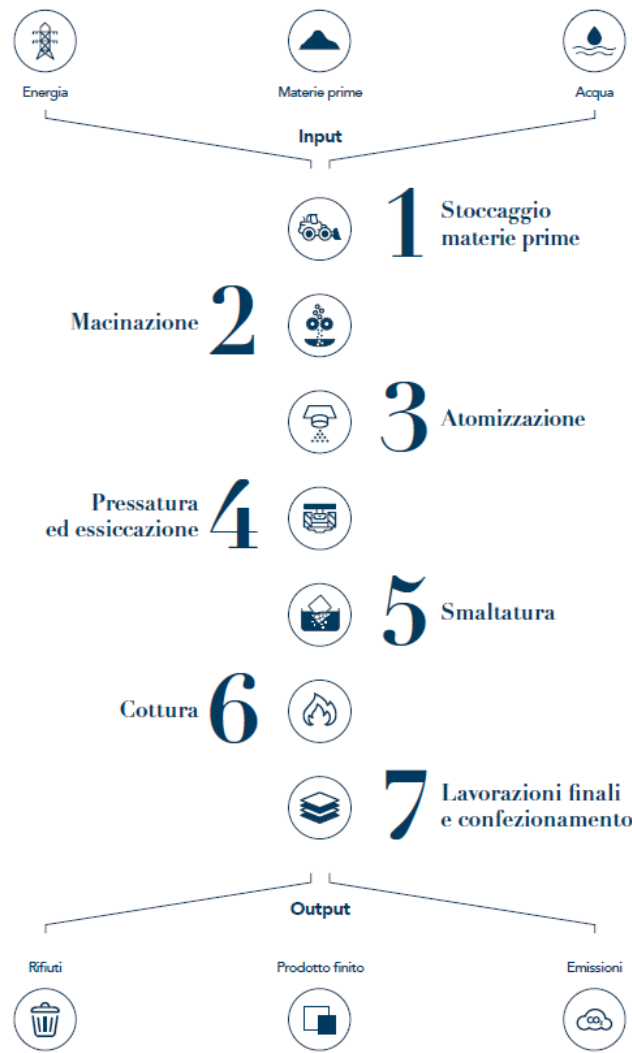 Energia
Materie prime
Acqua
Input
1 Stoccaggio
materie prime
Macinazione 2
3 Atomizzazione
Pressatura
ed essiccazione 4
5 Smaltatura
Cottura 6
7 Lavorazioni finali
e confezionamento
Output
Rifiuti
Prodotto finito
Emissioni
CO₂